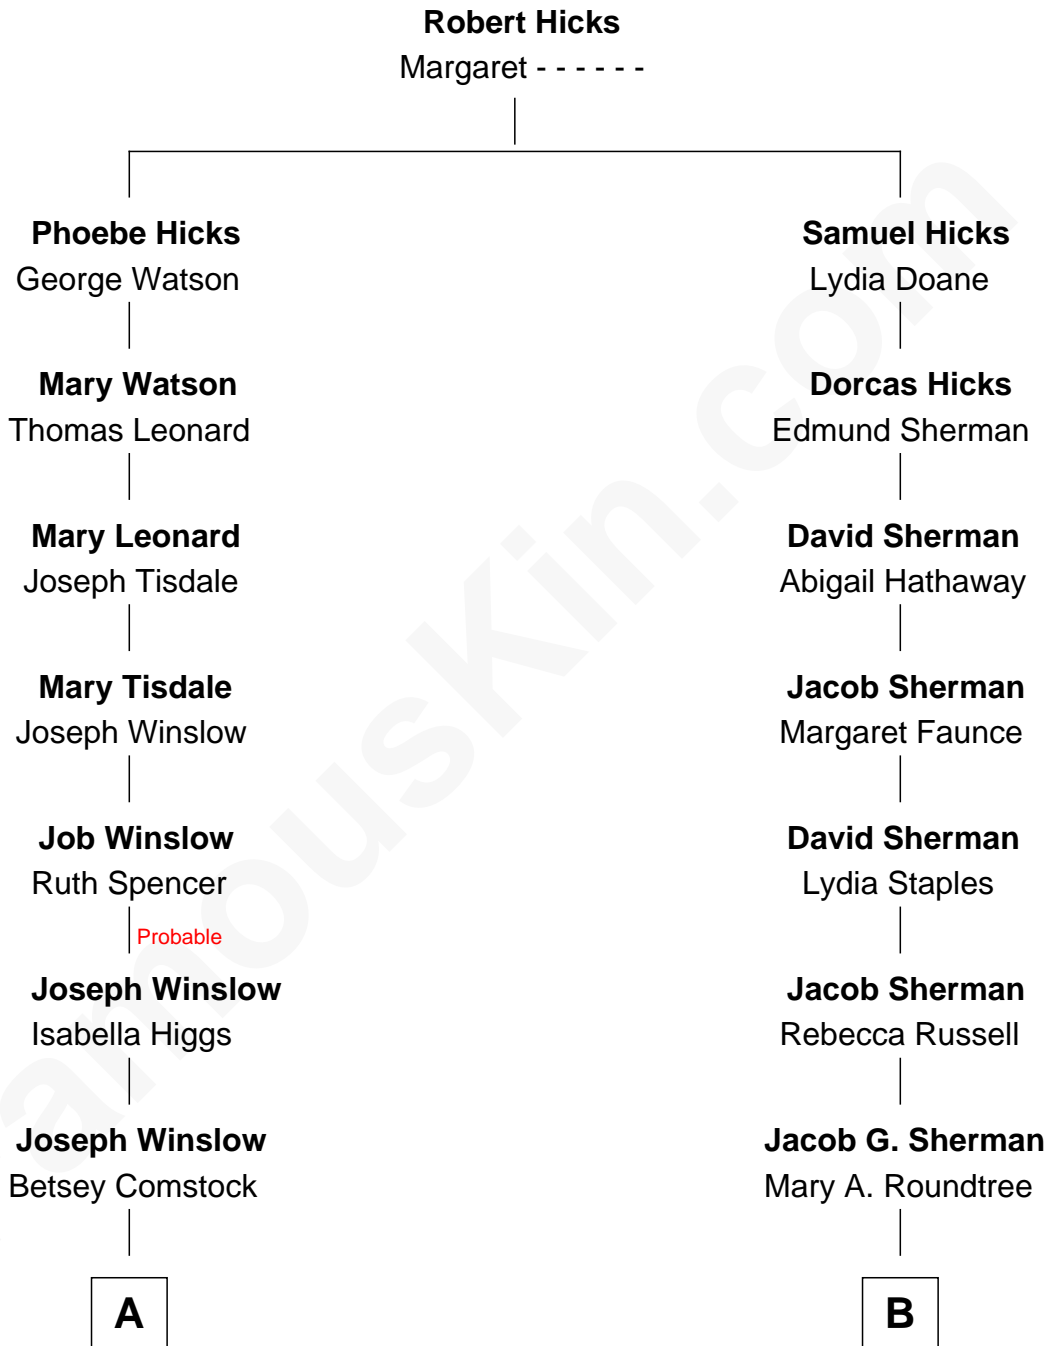 Robert Hicks
Margaret - - - - - -
Phoebe Hicks
George Watson
Samuel Hicks
Lydia Doane
Mary Watson
Thomas Leonard
Dorcas Hicks
Edmund Sherman
Mary Leonard
Joseph Tisdale
David Sherman
Abigail Hathaway
Mary Tisdale
Joseph Winslow
Jacob Sherman
Margaret Faunce
Job Winslow
Ruth Spencer
David Sherman
Lydia Staples
Probable
Joseph Winslow
Isabella Higgs
Jacob Sherman
Rebecca Russell
Joseph Winslow
Betsey Comstock
Jacob G. Sherman
Mary A. Roundtree
A
B
amouskin.com